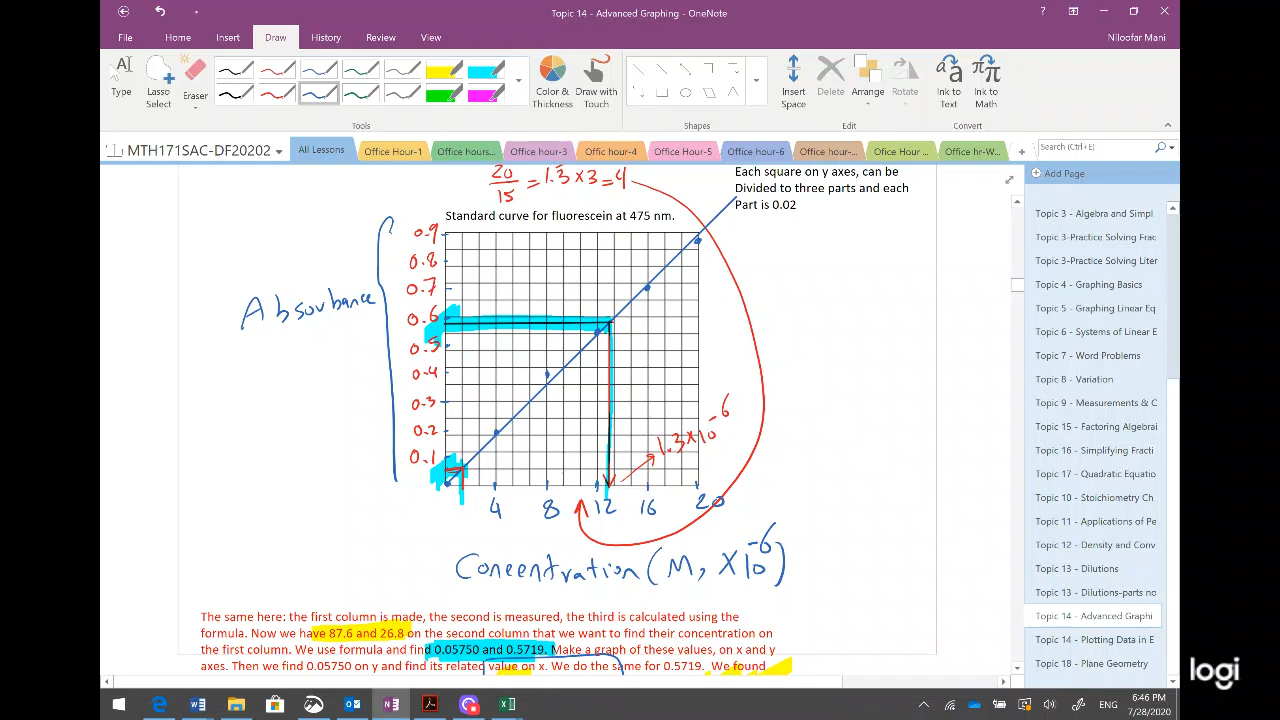 Topic 14 - Advanced Graphing - OneNote
Niloofar Mani
File Home Insert Draw History Review View
Type
Lasso Select
Eraser
Color & Thickness
Draw with Touch
Insert Space
Delete
Arrange
Rotate
Ink to Text
Ink to Math
Tools
Shapes
Edit
Convert
MTH171SAC-DF20202
All Lessons
Office Hour-1
Office hours...
Office hour-3
Offic hour-4
Office Hour-5
Office hour-6
Office hour-...
Office Hour ...
Office hr-W...
Search (Ctrl+E)
20/15 = 1.3 × 3 = 4
Each square on y axes, can be
Divided to three parts and each
Part is 0.02
Standard curve for fluorescein at 475 nm.
0.9
0.8
0.7
0.6
0.5
0.4
0.3
0.2
0.1
Absorbance
1.3×10-6
4 8 12 16 20
Concentration (M, ×10-6)
The same here: the first column is made, the second is measured, the third is calculated using the
formula. Now we have 87.6 and 26.8 on the second column that we want to find their concentration on
the first column. We use formula and find 0.05750 and 0.5719. Make a graph of these values, on x and y
axes. Then we find 0.05750 on y and find its related value on x. We do the same for 0.5719. We found
Add Page
Topic 3 - Algebra and Simpl
Topic 3-Practice Solving Frac
Topic 3-Practice Solving Liter
Topic 4 - Graphing Basics
Topic 5 - Graphing Linear Eq
Topic 6 - Systems of Linear E
Topic 7 - Word Problems
Topic 8 - Variation
Topic 9 - Measurements & C
Topic 15 - Factoring Algebrai
Topic 16 - Simplifying Fracti
Topic 17 - Quadratic Equatio
Topic 10 - Stoichiometry Ch
Topic 11 - Applications of Pe
Topic 12 - Density and Conv
Topic 13 - Dilutions
Topic 13 - Dilutions-parts no
Topic 14 - Advanced Graphi
Topic 14 - Plotting Data in E
Topic 18 - Plane Geometry
logi
6:46 PM
7/28/2020